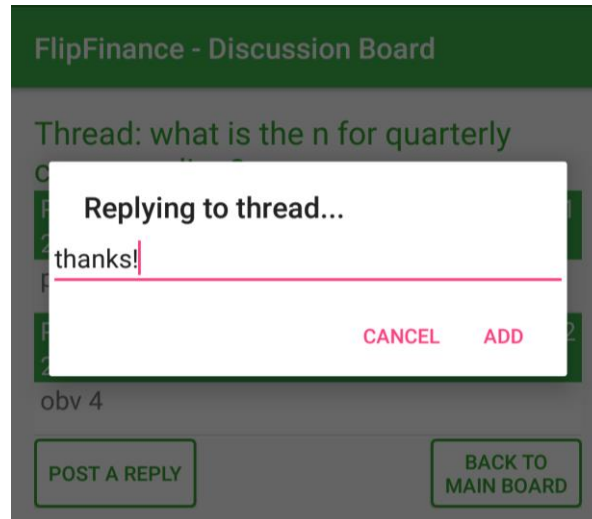 FlipFinance - Discussion Board
Thread: what is the n for quarterly
Replying to thread...
thanks!
CANCEL ADD
obv 4
POST A REPLY
BACK TO
MAIN BOARD